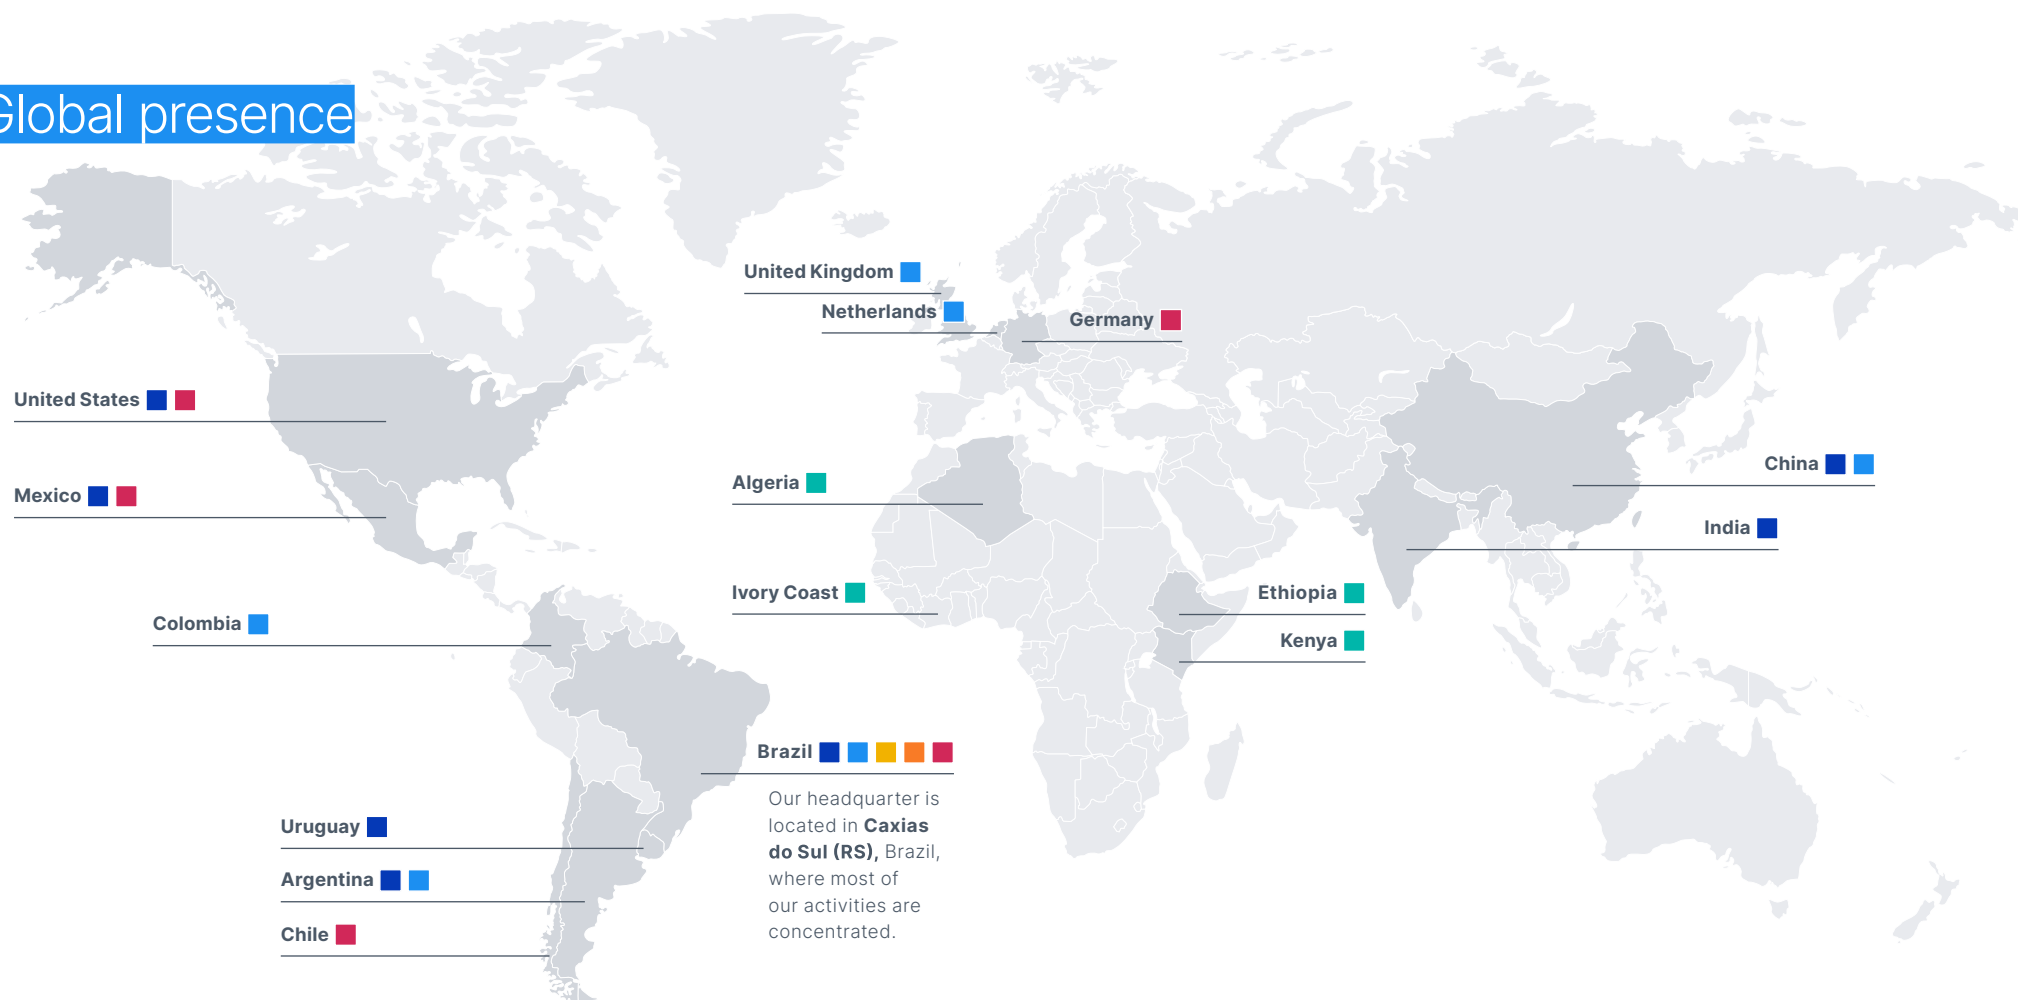 Global presence
United Kingdom
Netherlands
Germany
United States
Mexico
Algeria
China
India
Ivory Coast
Ethiopia
Kenya
Colombia
Brazil
Our headquarter is
located in Caxias
do Sul (RS), Brazil,
where most of
our activities are
concentrated.
Uruguay
Argentina
Chile